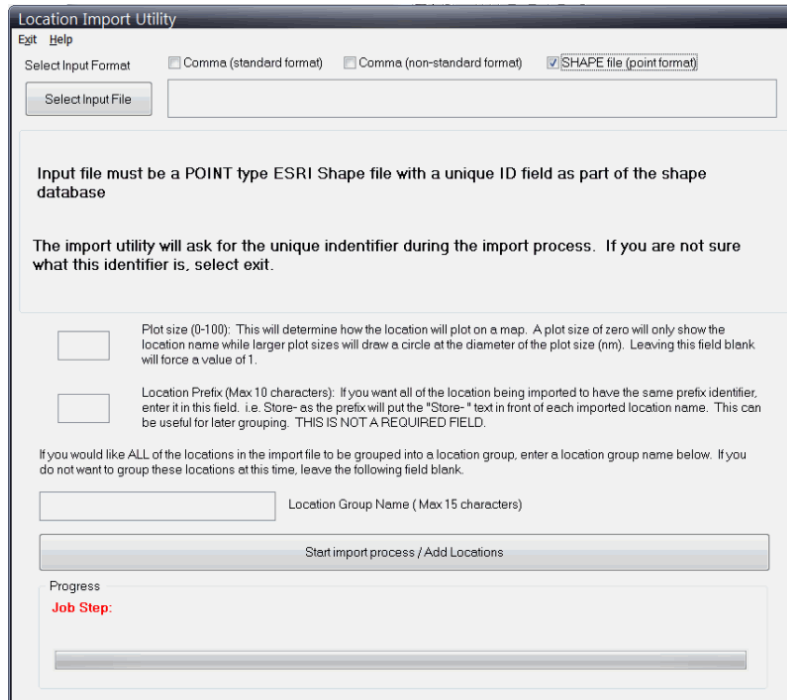 Location Import Utility
Exit Help
Select Input Format Comma (standard format) Comma (non-standard format) SHAPE file (point format)
Select Input File
Input file must be a POINT type ESRI Shape file with a unique ID field as part of the shape
database
The import utility will ask for the unique indentifier during the import process. If you are not sure
what this identifier is, select exit.
Plot size (0-100): This will determine how the location will plot on a map. A plot size of zero will only show the
location name while larger plot sizes will draw a circle at the diameter of the plot size (nm). Leaving this field blank
will force a value of 1.
Location Prefix (Max 10 characters): If you want all of the location being imported to have the same prefix identifier,
enter it in this field. i.e. Store- as the prefix will put the "Store- " text in front of each imported location name. This can
be useful for later grouping. THIS IS NOT A REQUIRED FIELD.
If you would like ALL of the locations in the import file to be grouped into a location group, enter a location group name below. If you
do not want to group these locations at this time, leave the following field blank.
Location Group Name ( Max 15 characters)
Start import process / Add Locations
Progress
Job Step: